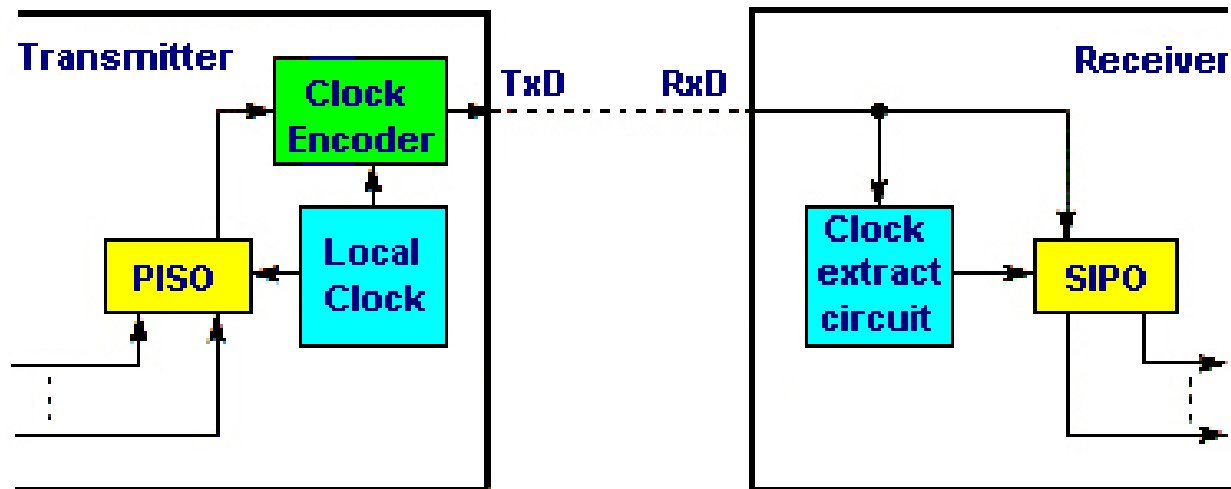 Transmitter
Clock
Encoder
TxD
RxD
Receiver
Local
Clock
PISO
Clock
extract
circuit
SIPO